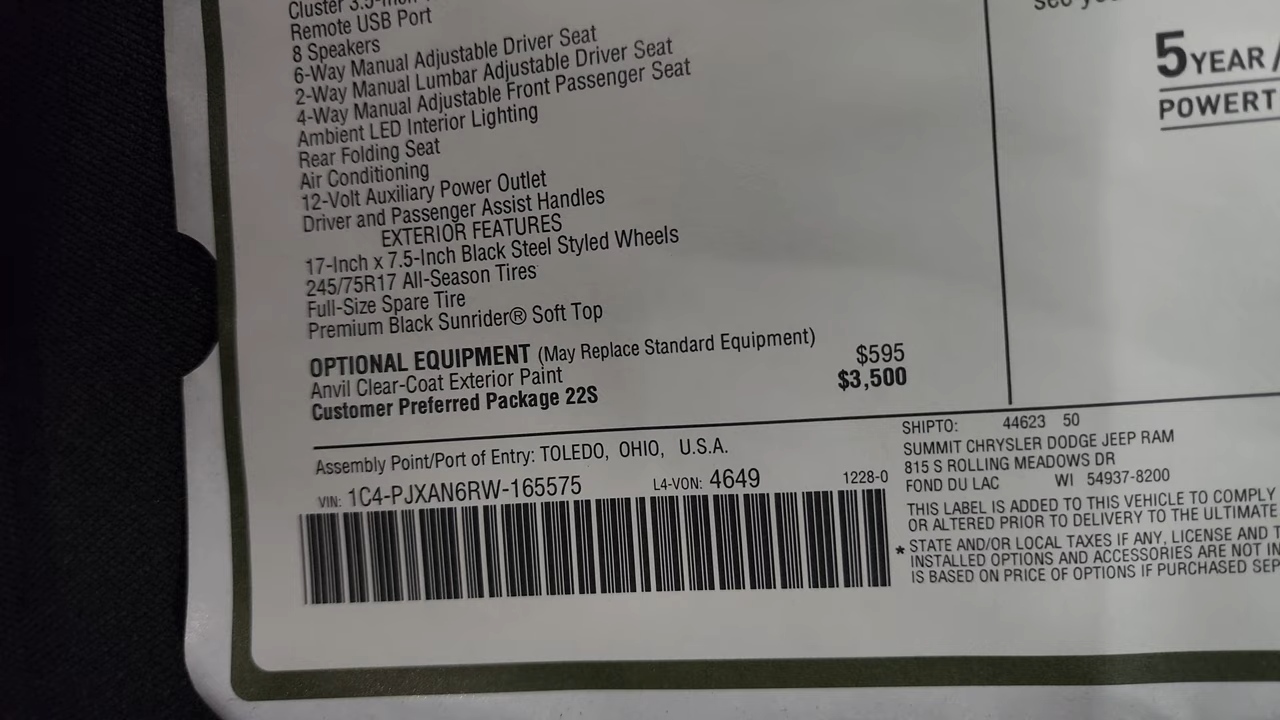 Cluster 3.5-Inch
Remote USB Port
8 Speakers
6-Way Manual Adjustable Driver Seat
2-Way Manual Lumbar Adjustable Driver Seat
4-Way Manual Adjustable Front Passenger Seat
Ambient LED Interior Lighting
Rear Folding Seat
Air Conditioning
12-Volt Auxiliary Power Outlet
Driver and Passenger Assist Handles
EXTERIOR FEATURES
17-Inch x 7.5-Inch Black Steel Styled Wheels
245/75R17 All-Season Tires
Full-Size Spare Tire
Premium Black Sunrider® Soft Top
OPTIONAL EQUIPMENT (May Replace Standard Equipment)
Anvil Clear-Coat Exterior Paint $595
Customer Preferred Package 22S $3,500
Assembly Point/Port of Entry: TOLEDO, OHIO, U.S.A.
VIN: 1C4-PJXAN6RW-165575 L4-VON: 4649 1228-0
5 YEAR /
POWERT
SHIPTO: 44623 50
SUMMIT CHRYSLER DODGE JEEP RAM
815 S ROLLING MEADOWS DR
FOND DU LAC WI 54937-8200
THIS LABEL IS ADDED TO THIS VEHICLE TO COMPLY
OR ALTERED PRIOR TO DELIVERY TO THE ULTIMATE
* STATE AND/OR LOCAL TAXES IF ANY, LICENSE AND T
INSTALLED OPTIONS AND ACCESSORIES ARE NOT IN
IS BASED ON PRICE OF OPTIONS IF PURCHASED SEP